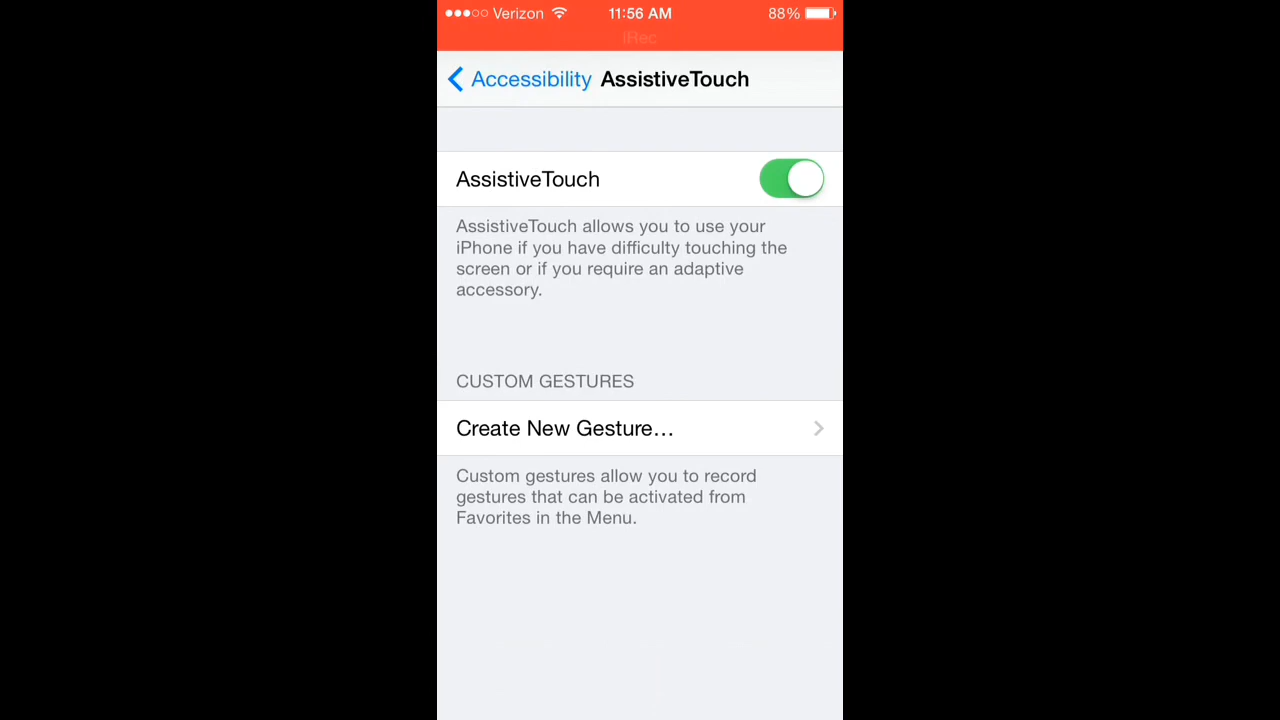 Verizon 11:56 AM 88%
iRec
Accessibility AssistiveTouch
AssistiveTouch
AssistiveTouch allows you to use your
iPhone if you have difficulty touching the
screen or if you require an adaptive
accessory.
CUSTOM GESTURES
Create New Gesture...
Custom gestures allow you to record
gestures that can be activated from
Favorites in the Menu.